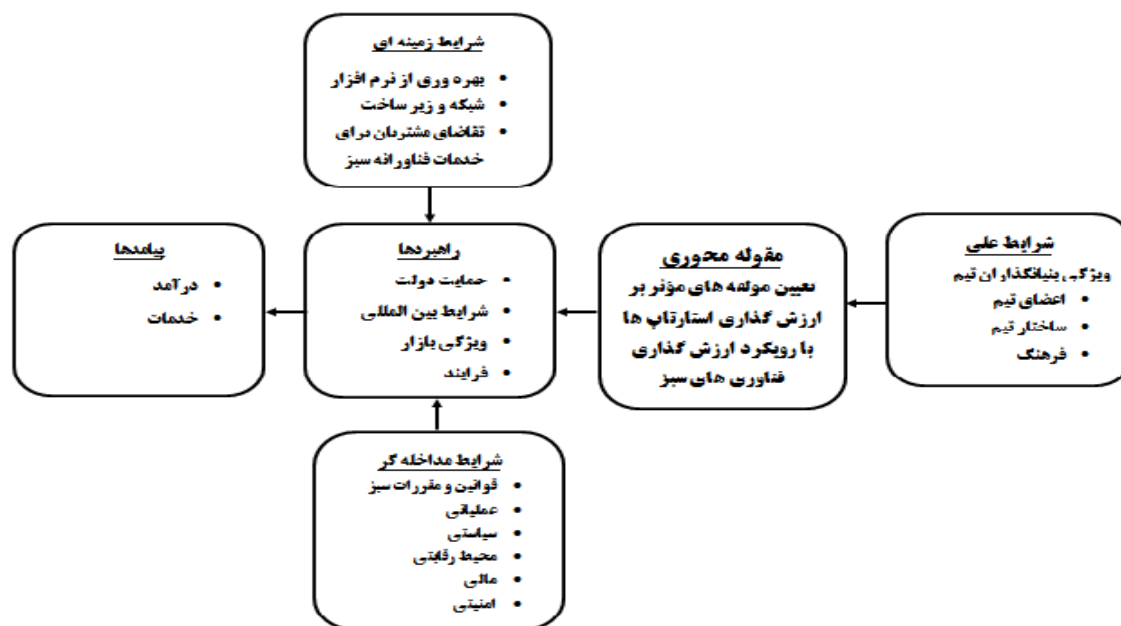 شرایط زمینه ای
• بهره وری از نرم افزار
• شبکه و زیر ساخت
• تقاضای مشتریان برای
خدمات فناورانه سبز
شرایط علی
ویژگی بنیانگذاران تیم
• اعضای تیم
• ساختار تیم
• فرهنگ
مقوله محوری
تعیین مولفه های مؤثر بر
ارزش گذاری استارتاپ ها
با رویکرد ارزش گذاری
فناوری های سبز
راهبردها
• حمایت دولت
• شرایط بین المللی
• ویژگی بازار
• فرایند
پیامدها
• درآمد
• خدمات
شرایط مداخله گر
• قوانین و مقررات سبز
• عملیاتی
• سیاستی
• محیط رقابتی
• مالی
• امنیتی